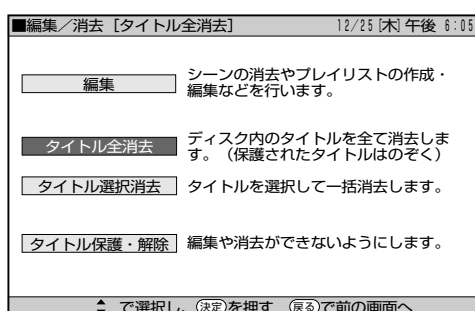 ■編集／消去［タイトル全消去］ 12/25[木]午後 6:05
編集
シーンの消去やプレイリストの作成・
編集などを行います。
タイトル全消去
ディスク内のタイトルを全て消去しま
す。（保護されたタイトルはのぞく）
タイトル選択消去 タイトルを選択して一括消去します。
タイトル保護・解除 編集や消去ができないようにします。
で選択し、決定を押す 戻るで前の画面へ